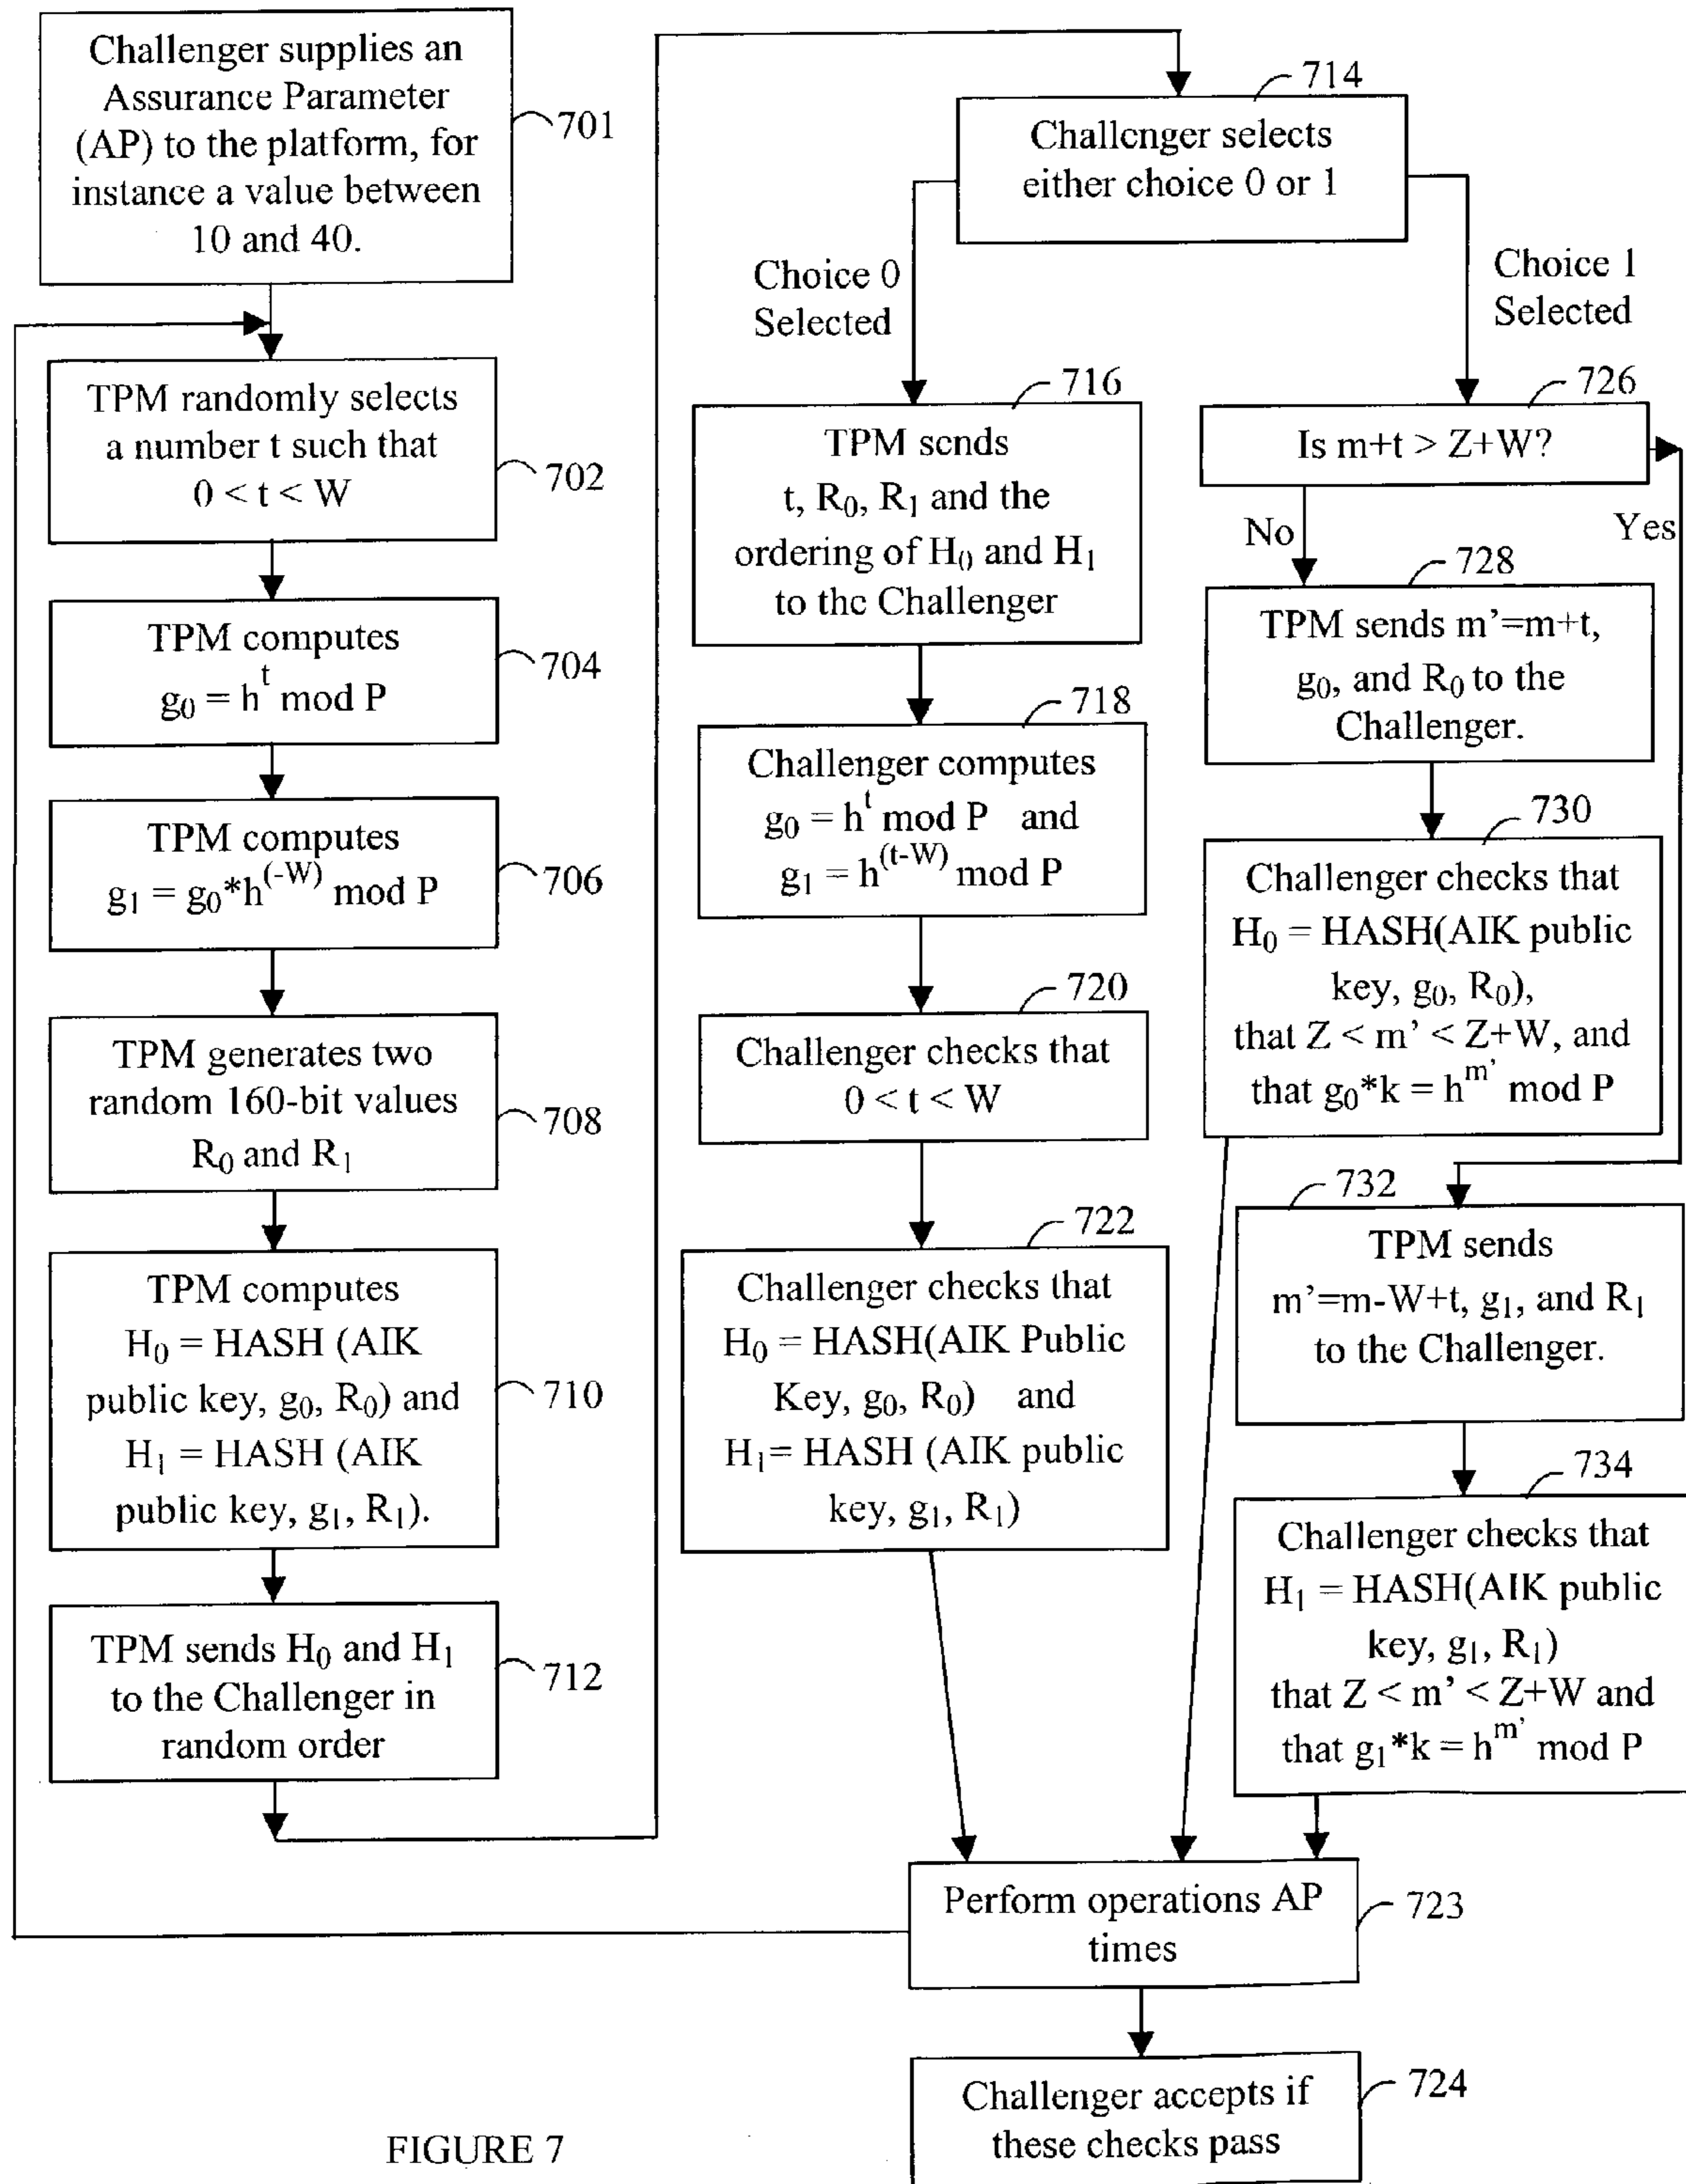 Challenger supplies an
Assurance Parameter
(AP) to the platform, for
instance a value between
10 and 40.
701
TPM randomly selects
a number t such that
0 < t < W
702
TPM computes
g₀ = hᵗ mod P
704
TPM computes
g₁ = g₀*h^(-W) mod P
706
TPM generates two
random 160-bit values
R₀ and R₁
708
TPM computes
H₀ = HASH (AIK
public key, g₀, R₀) and
H₁ = HASH (AIK
public key, g₁, R₁).
710
TPM sends H₀ and H₁
to the Challenger in
random order
712
714
Challenger selects
either choice 0 or 1
Choice 0
Selected
Choice 1
Selected
716
TPM sends
t, R₀, R₁ and the
ordering of H₀ and H₁
to the Challenger
718
Challenger computes
g₀ = hᵗ mod P and
g₁ = h^(t-W) mod P
720
Challenger checks that
0 < t < W
722
Challenger checks that
H₀ = HASH(AIK Public
Key, g₀, R₀) and
H₁= HASH (AIK public
key, g₁, R₁)
726
Is m+t > Z+W?
No
Yes
728
TPM sends m’=m+t,
g₀, and R₀ to the
Challenger.
730
Challenger checks that
H₀ = HASH(AIK public
key, g₀, R₀),
that Z < m’ < Z+W, and
that g₀*k = h^m’ mod P
732
TPM sends
m’=m-W+t, g₁, and R₁
to the Challenger.
734
Challenger checks that
H₁ = HASH(AIK public
key, g₁, R₁)
that Z < m’ < Z+W and
that g₁*k = h^m’ mod P
Perform operations AP
times
723
Challenger accepts if
these checks pass
724
FIGURE 7